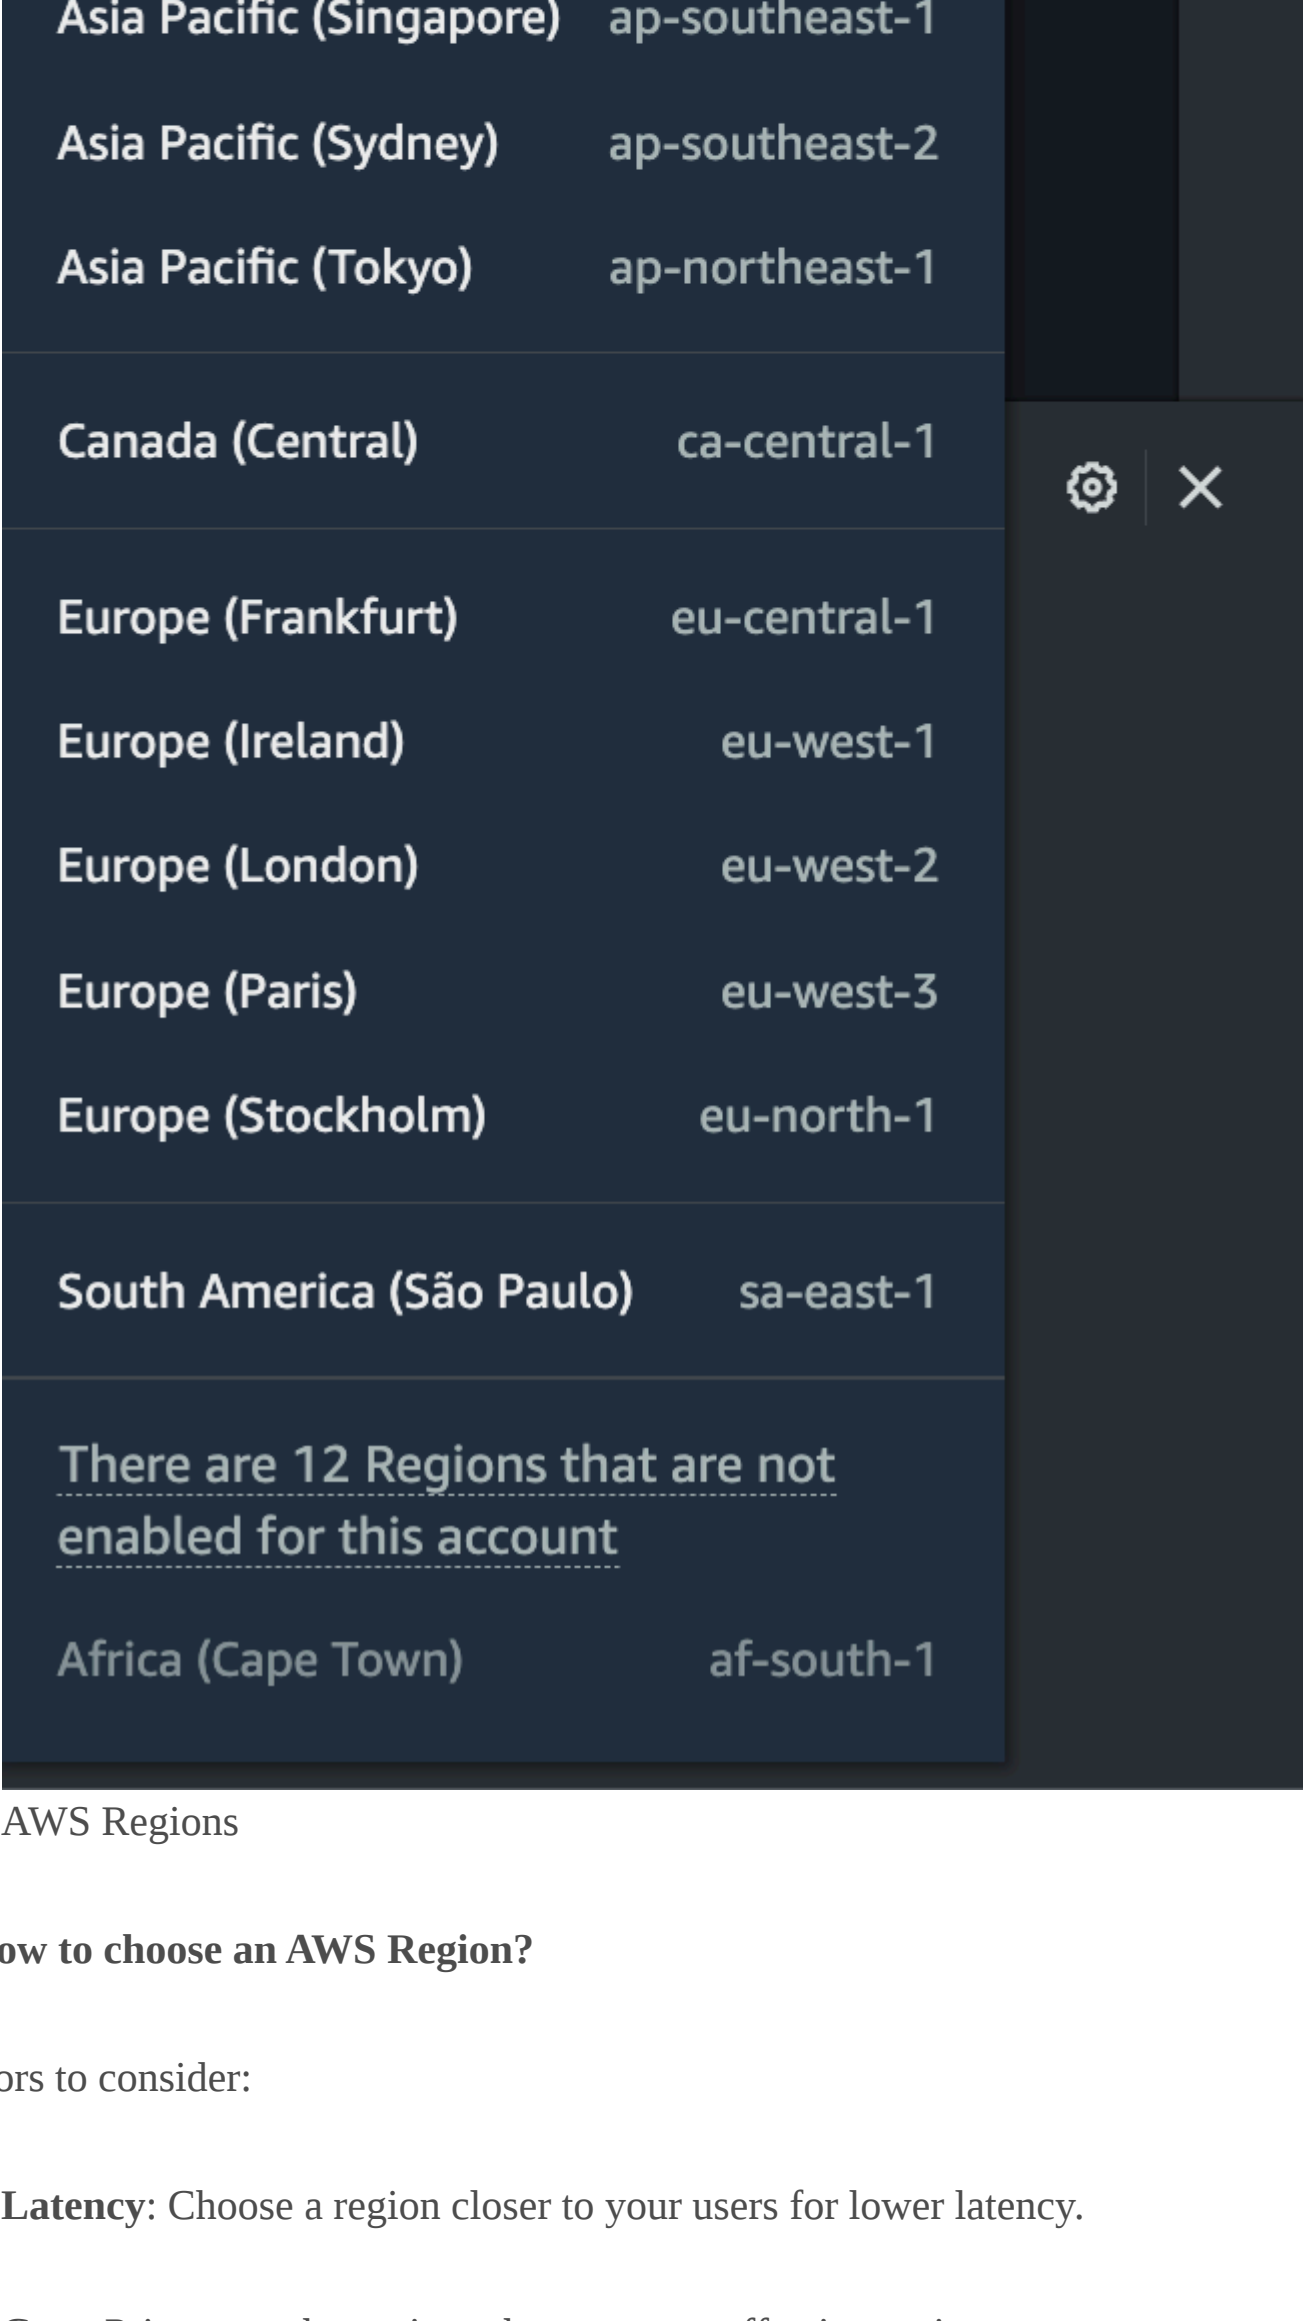 Asia Pacific (Singapore) ap-southeast-1
Asia Pacific (Sydney) ap-southeast-2
Asia Pacific (Tokyo) ap-northeast-1
Canada (Central) ca-central-1
Europe (Frankfurt) eu-central-1
Europe (Ireland) eu-west-1
Europe (London) eu-west-2
Europe (Paris) eu-west-3
Europe (Stockholm) eu-north-1
South America (São Paulo) sa-east-1
There are 12 Regions that are not
enabled for this account
Africa (Cape Town) af-south-1
AWS Regions
ow to choose an AWS Region?
ors to consider:
Latency: Choose a region closer to your users for lower latency.